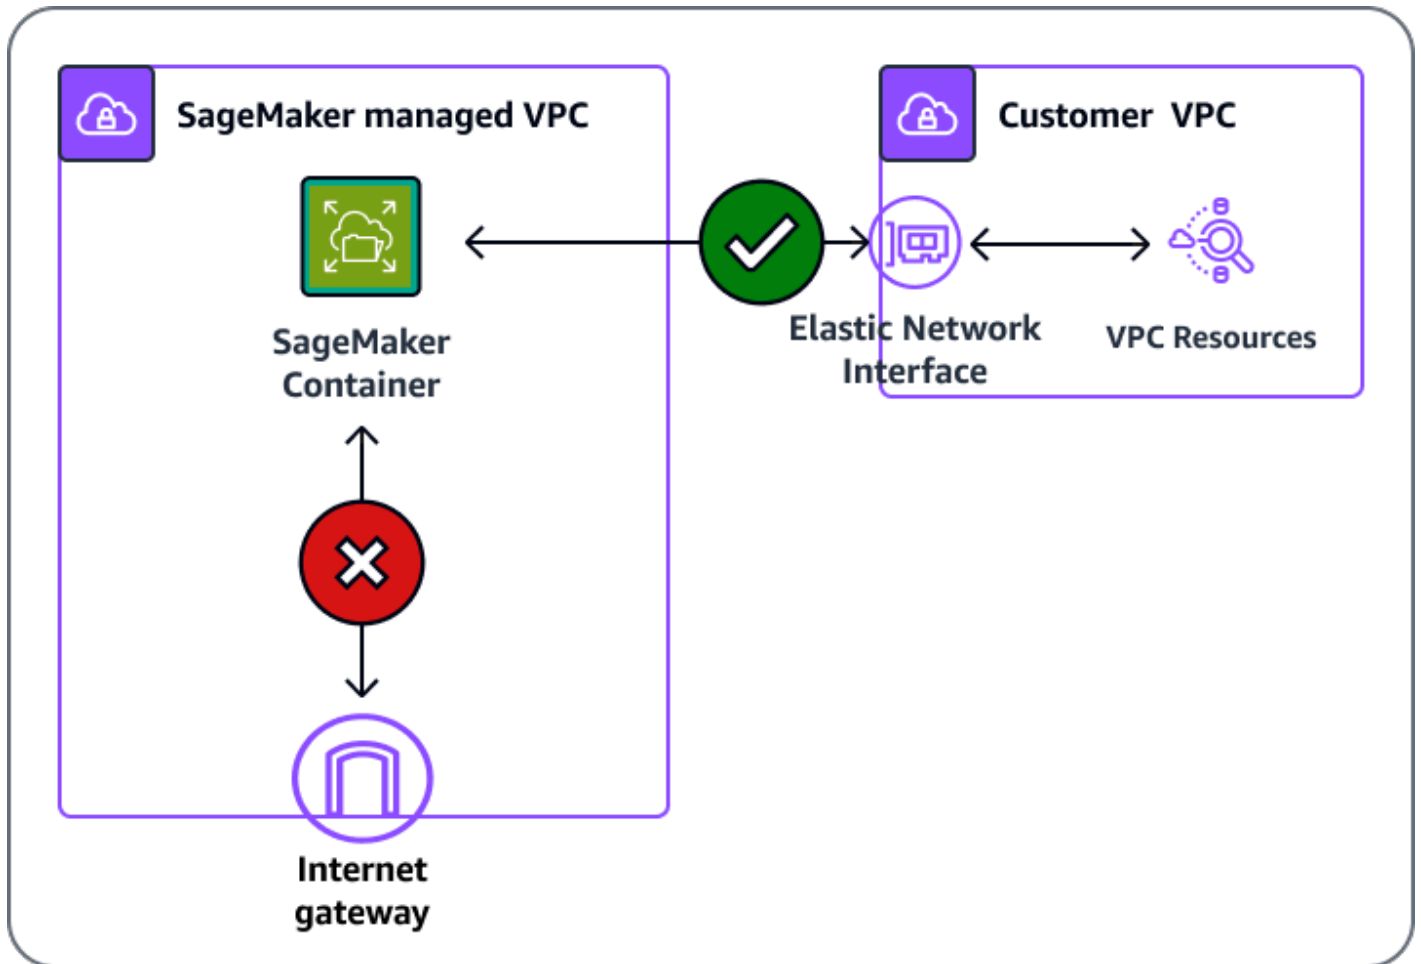 SageMaker managed VPC
Customer VPC
SageMaker
Container
Elastic Network
Interface
VPC Resources
Internet
gateway